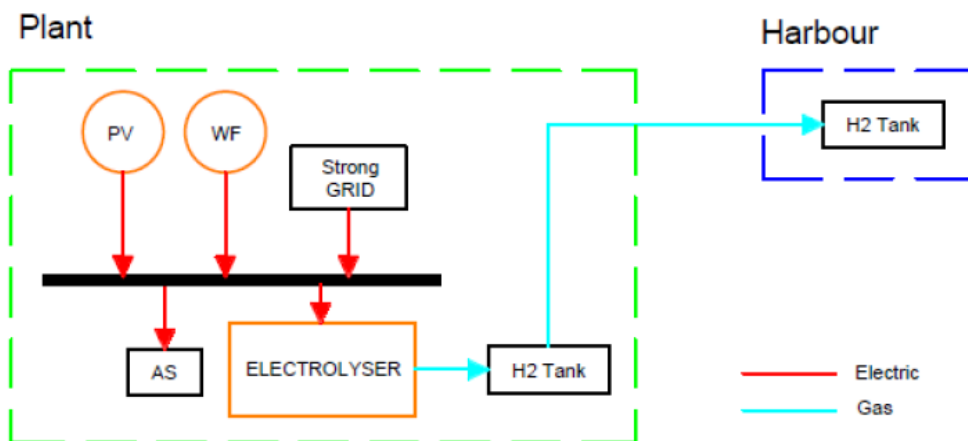 Plant
Harbour
PV
WF
Strong
GRID
H2 Tank
AS
ELECTROLYSER
H2 Tank
Electric
Gas